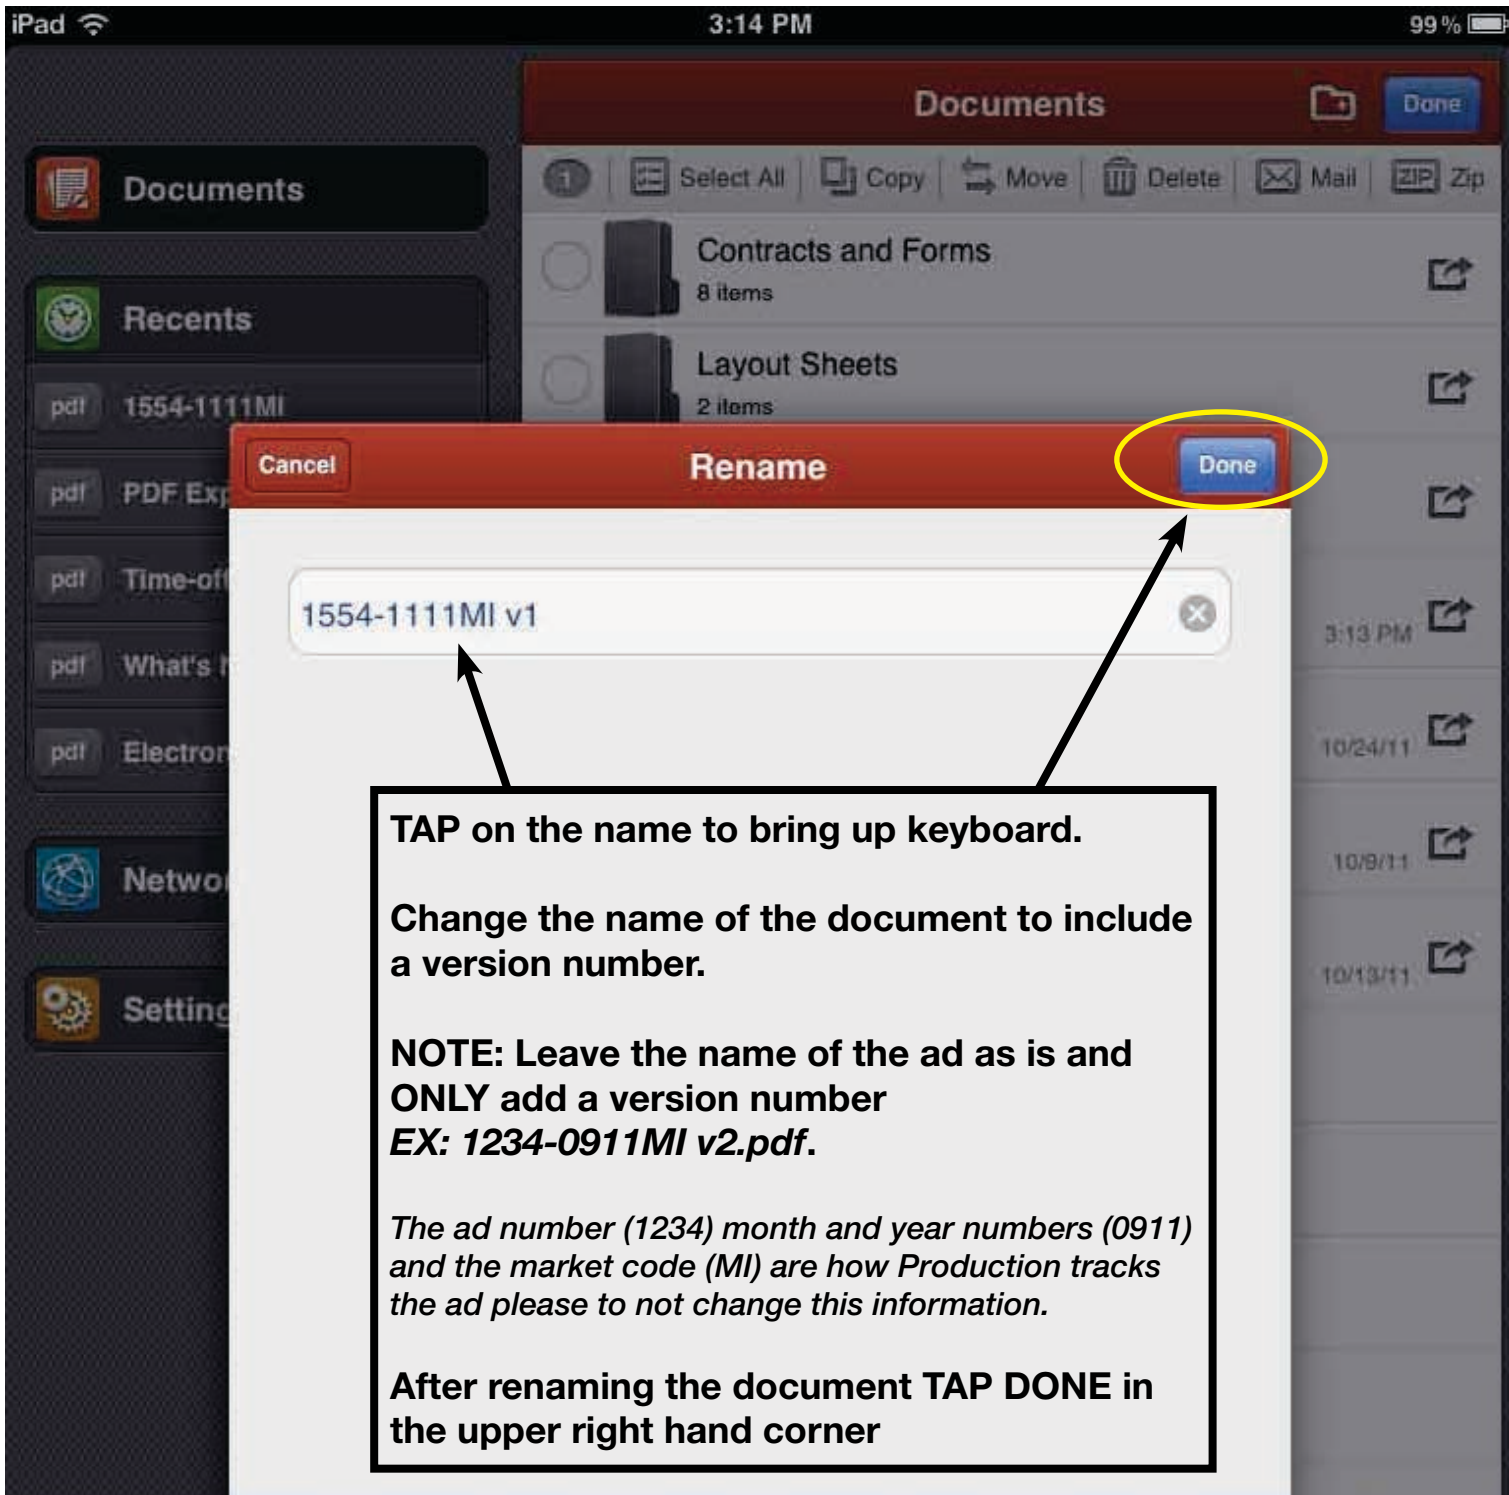 iPad 3:14 PM 99%
Documents Done
Documents
Select All Copy Move Delete Mail ZIP Zip
Contracts and Forms
8 items
Recents
Layout Sheets
2 items
pdf 1554-1111MI
Cancel Rename Done
pdf PDF Exp
pdf Time-off
1554-1111MI v1
3:13 PM
pdf What's h
pdf Electron
10/24/11
TAP on the name to bring up keyboard.
10/9/11
Networ
Change the name of the document to include
a version number.
10/13/11
Setting
NOTE: Leave the name of the ad as is and
ONLY add a version number
EX: 1234-0911MI v2.pdf.
The ad number (1234) month and year numbers (0911)
and the market code (MI) are how Production tracks
the ad please to not change this information.
After renaming the document TAP DONE in
the upper right hand corner